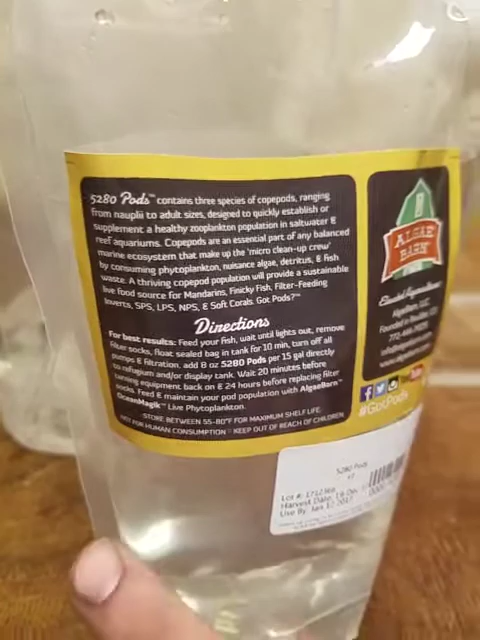 5280 Pods™ contains three species of copepods, ranging
from nauplii to adult sizes, designed to quickly establish or
supplement a healthy zooplankton population in saltwater &
reef aquariums. Copepods are an essential part of any balanced
marine ecosystem that make up the 'micro clean-up crew'
by consuming phytoplankton, nuisance algae, detritus, & fish
waste. A thriving copepod population will provide a sustainable
live food source for Mandarins, Finicky Fish, Filter-Feeding
Inverts, SPS, LPS, NPS, & Soft Corals. Got Pods?™
Directions
For best results: Feed your fish, wait until lights out, remove
filter socks, float sealed bag in tank for 10 min, turn off all
pumps & filtration, add 8 oz 5280 Pods per 15 gal directly
to refugium and/or display tank. Wait 20 minutes before
turning equipment back on & 24 hours before replacing filter
socks. Feed & maintain your pod population with AlgaeBarn™
OceanMagik™ Live Phytoplankton.
STORE BETWEEN 55-80°F FOR MAXIMUM SHELF LIFE.
NOT FOR HUMAN CONSUMPTION - KEEP OUT OF REACH OF CHILDREN
ALGAE
BARN
AlgaeBarn, LLC
Founded in Boulder, CO
You
#GotPods
5280 Pods
Lot #:
Harvest Date:
Live By: Jan